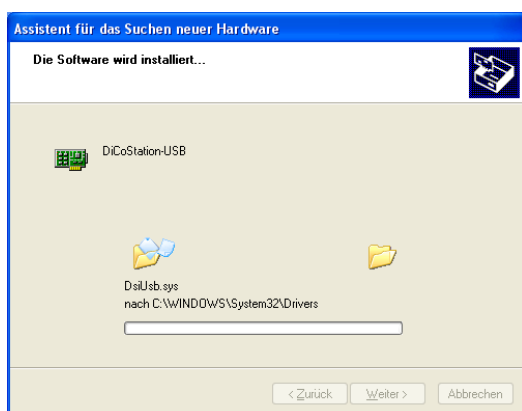 Assistent für das Suchen neuer Hardware
Die Software wird installiert...
DiCoStation-USB
DsiUsb.sys
nach C:\WINDOWS\System32\Drivers
< Zurück Weiter > Abbrechen